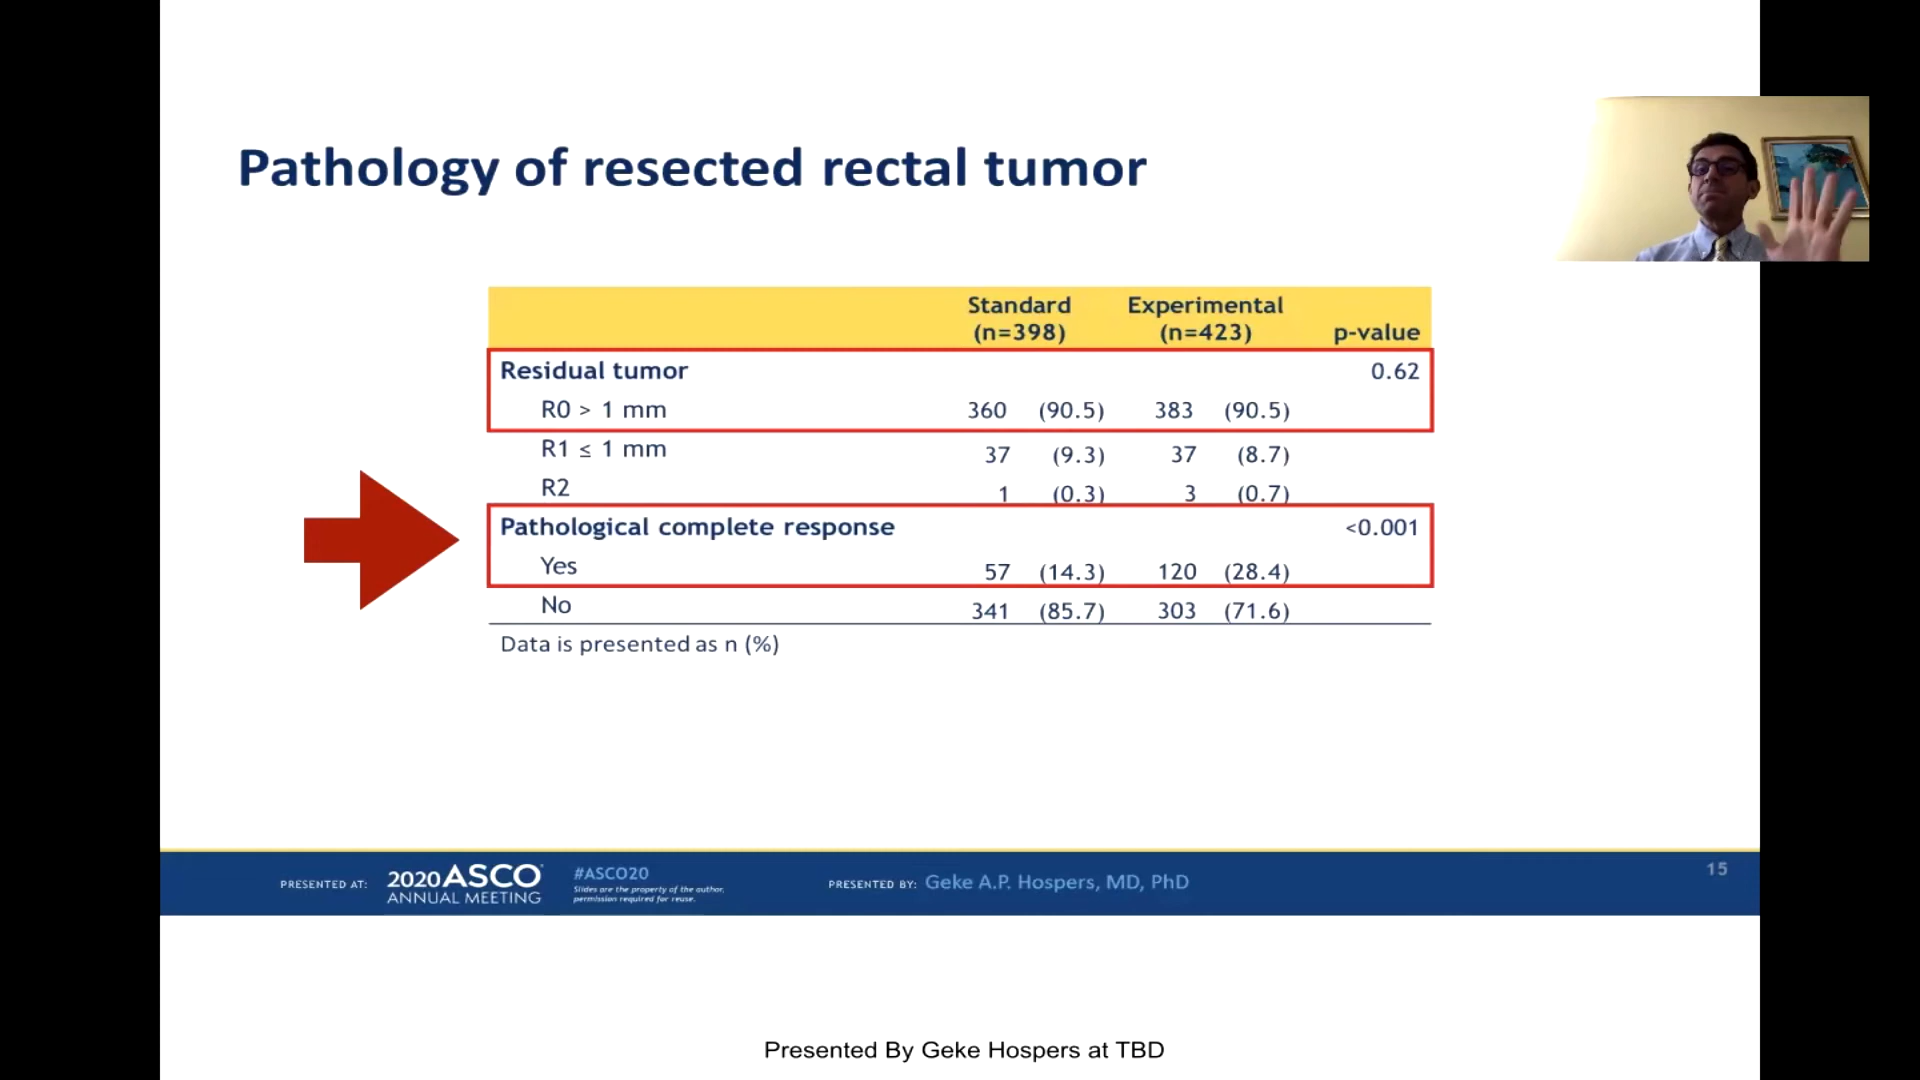 Pathology of resected rectal tumor
Standard Experimental
(n=398) (n=423) p-value
Residual tumor 0.62
R0 > 1 mm 360 (90.5) 383 (90.5)
R1 ≤ 1 mm 37 (9.3) 37 (8.7)
R2 1 (0.3) 3 (0.7)
Pathological complete response <0.001
Yes 57 (14.3) 120 (28.4)
No 341 (85.7) 303 (71.6)
Data is presented as n (%)
PRESENTED AT: 2020 ASCO ANNUAL MEETING
#ASCO20
Slides are the property of the author,
permission required for reuse.
PRESENTED BY: Geke A.P. Hospers, MD, PhD
15
Presented By Geke Hospers at TBD